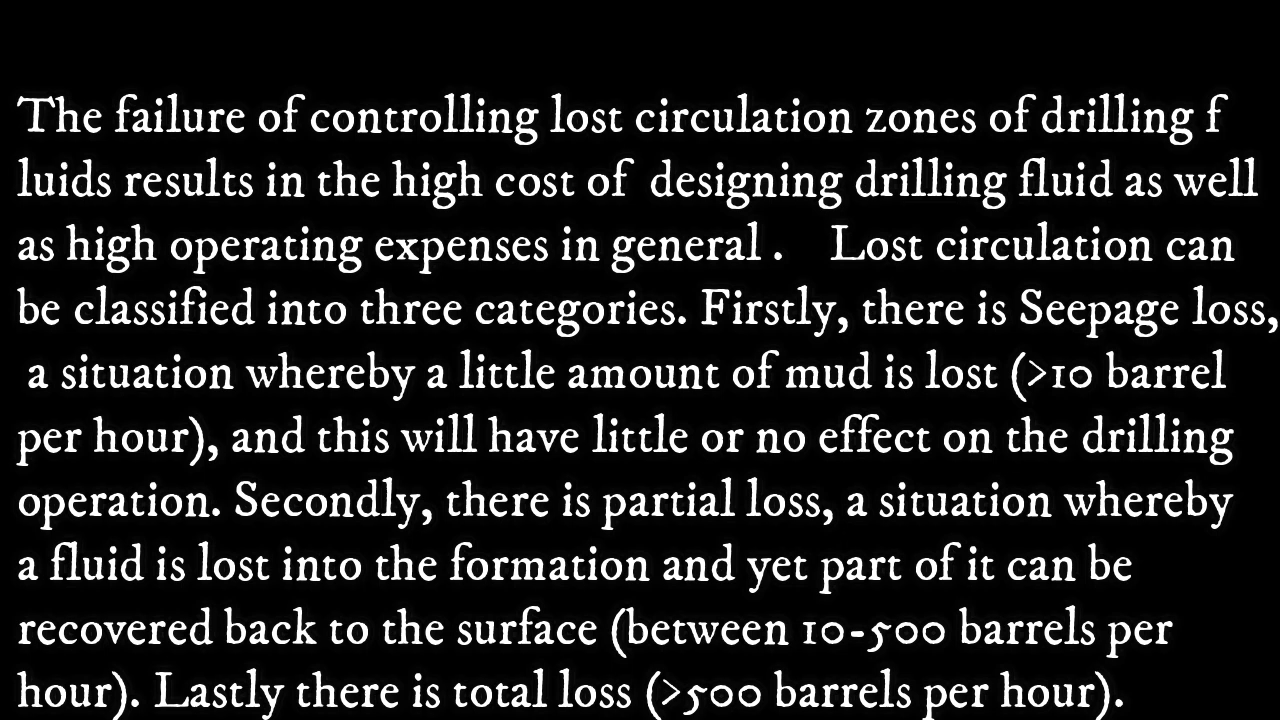 The failure of controlling lost circulation zones of drilling f
luids results in the high cost of  designing drilling fluid as well
as high operating expenses in general .    Lost circulation can
be classified into three categories. Firstly, there is Seepage loss,
 a situation whereby a little amount of mud is lost (>10 barrel
per hour), and this will have little or no effect on the drilling
operation. Secondly, there is partial loss, a situation whereby
a fluid is lost into the formation and yet part of it can be
recovered back to the surface (between 10-500 barrels per
hour). Lastly there is total loss (>500 barrels per hour).